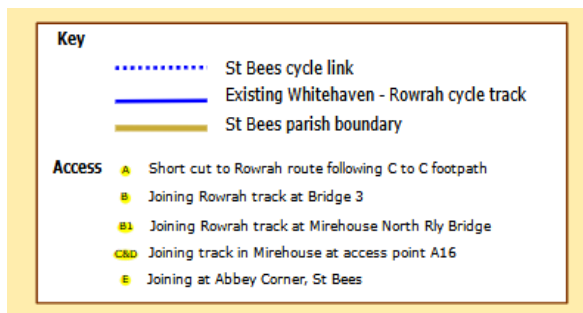 Key
St Bees cycle link
Existing Whitehaven - Rowrah cycle track
St Bees parish boundary
Access A Short cut to Rowrah route following C to C footpath
B Joining Rowrah track at Bridge 3
B1 Joining Rowrah track at Mirehouse North Rly Bridge
C&D Joining track in Mirehouse at access point A16
E Joining at Abbey Corner, St Bees